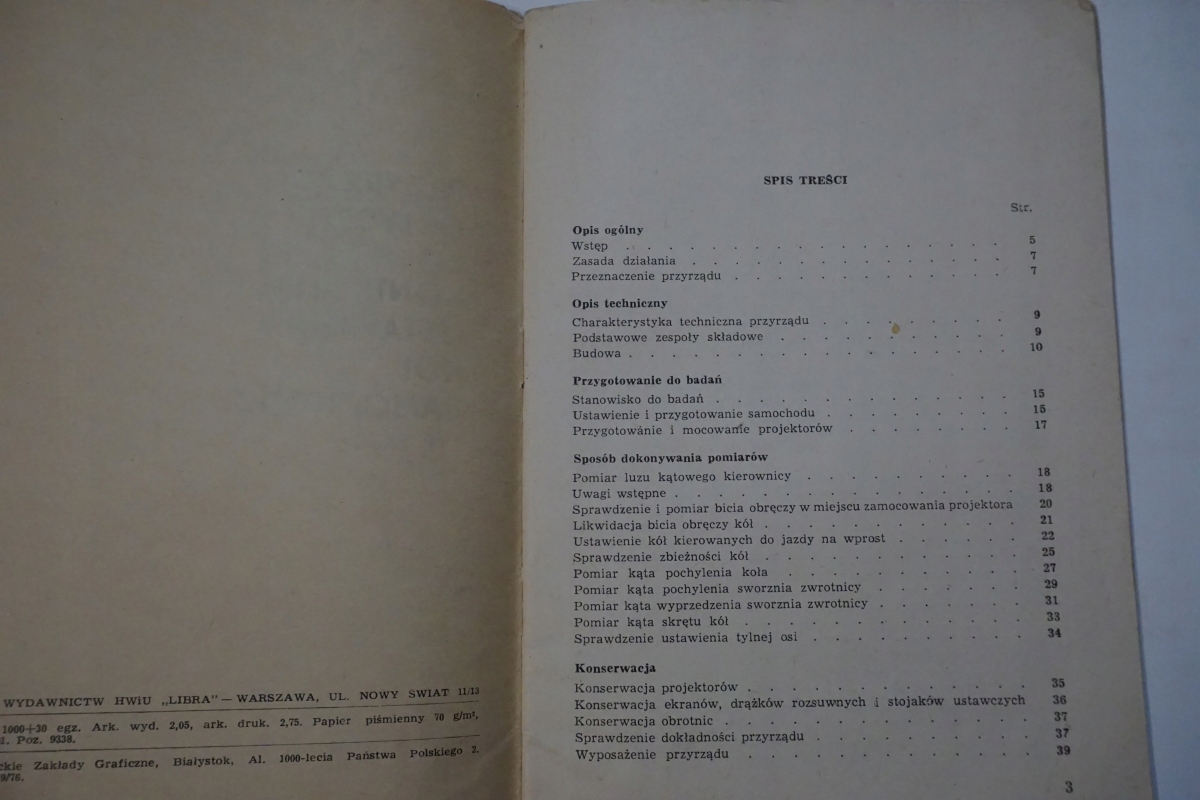 WYDAWNICTW HWiU „LIBRA” — WARSZAWA, UL. NOWY ŚWIAT 11/13
1000+30 egz. Ark. wyd. 2,05, ark. druk. 2,75. Papier piśmienny 70 g/m²,
Poz. 9338.
Zakłady Graficzne, Białystok, Al. 1000-lecia Państwa Polskiego 2.
SPIS TREŚCI
Str.
Opis ogólny
Wstęp . . . . . . . . . . . . . . . . . 5
Zasada działania . . . . . . . . . . . . . . 7
Przeznaczenie przyrządu . . . . . . . . . . . . 7
Opis techniczny
Charakterystyka techniczna przyrządu . . . . . . . . 9
Podstawowe zespoły składowe . . . . . . . . . . 9
Budowa . . . . . . . . . . . . . . . . 10
Przygotowanie do badań
Stanowisko do badań . . . . . . . . . . . . . 15
Ustawienie i przygotowanie samochodu . . . . . . . . 15
Przygotowanie i mocowanie projektorów . . . . . . . 17
Sposób dokonywania pomiarów
Pomiar luzu kątowego kierownicy . . . . . . . . . 18
Uwagi wstępne . . . . . . . . . . . . . . 18
Sprawdzenie i pomiar bicia obręczy w miejscu zamocowania projektora 20
Likwidacja bicia obręczy kół . . . . . . . . . . . 21
Ustawienie kół kierowanych do jazdy na wprost . . . . . 22
Sprawdzenie zbieżności kół . . . . . . . . . . . 25
Pomiar kąta pochylenia koła . . . . . . . . . . 27
Pomiar kąta pochylenia sworznia zwrotnicy . . . . . . 29
Pomiar kąta wyprzedzenia sworznia zwrotnicy . . . . . . 31
Pomiar kąta skrętu kół . . . . . . . . . . . . 33
Sprawdzenie ustawienia tylnej osi . . . . . . . . . 34
Konserwacja
Konserwacja projektorów . . . . . . . . . . . . 35
Konserwacja ekranów, drążków rozsuwnych i stojaków ustawczych 36
Konserwacja obrotnic . . . . . . . . . . . . . 37
Sprawdzenie dokładności przyrządu . . . . . . . . . 37
Wyposażenie przyrządu . . . . . . . . . . . . 39
3